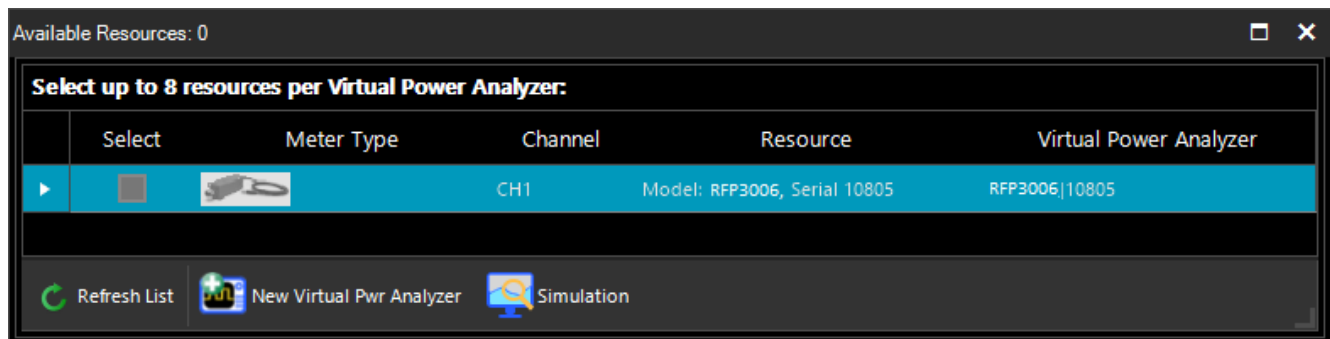 Available Resources: 0
Select up to 8 resources per Virtual Power Analyzer:
Select Meter Type Channel Resource Virtual Power Analyzer
CH1 Model: RFP3006, Serial 10805 RFP3006|10805
Refresh List New Virtual Pwr Analyzer Simulation